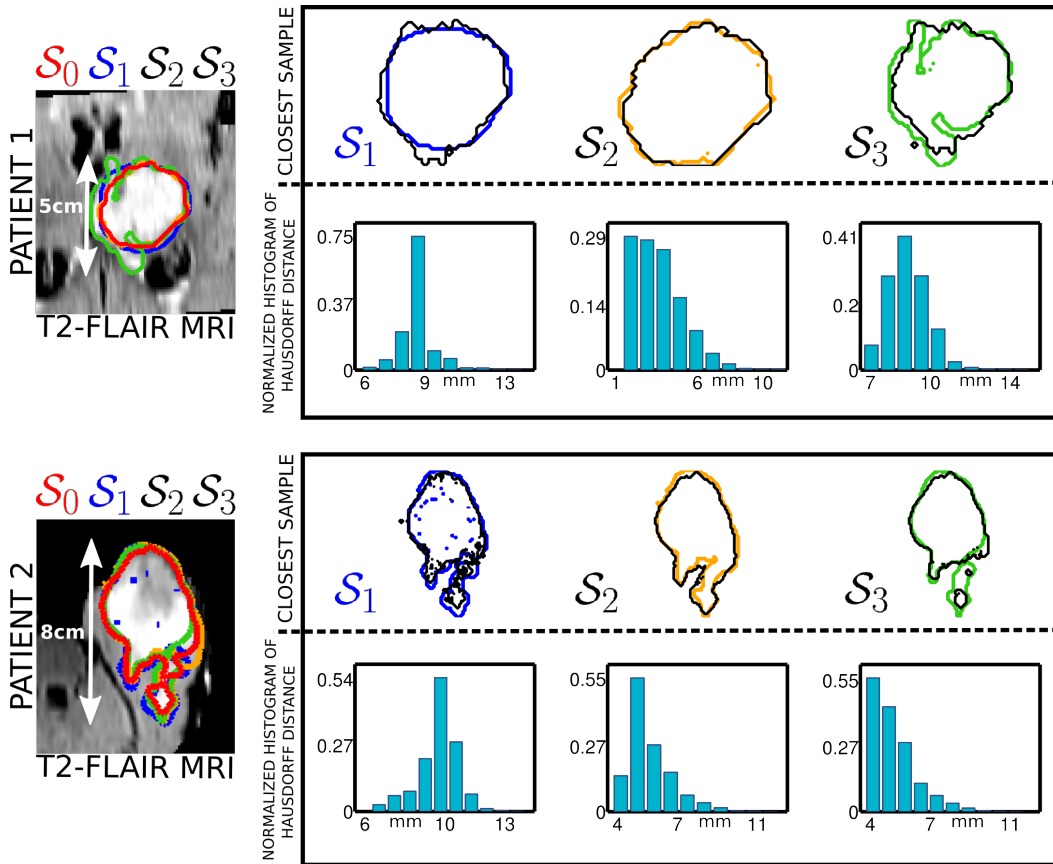 S0 S1 S2 S3
PATIENT 1
5cm
T2-FLAIR MRI
CLOSEST SAMPLE
S1
S2
S3
NORMALIZED HISTOGRAM OF
HAUSDORFF DISTANCE
0.75
0.37
0
6 9 mm 13
0.29
0.14
0
1 6 mm 10
0.41
0.2
0
7 10 mm 14
S0 S1 S2 S3
PATIENT 2
8cm
T2-FLAIR MRI
CLOSEST SAMPLE
S1
S2
S3
NORMALIZED HISTOGRAM OF
HAUSDORFF DISTANCE
0.54
0.27
0
6 mm 10 13
0.55
0.27
0
4 7 mm 11
0.55
0.27
0
4 7 mm 11